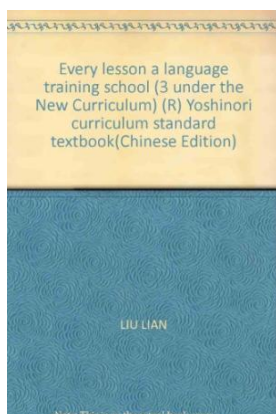 Every lesson a language
training school (3 under the
New Curriculum) (R) Yoshinori
curriculum standard
textbook(Chinese Edition)
LIU LIAN